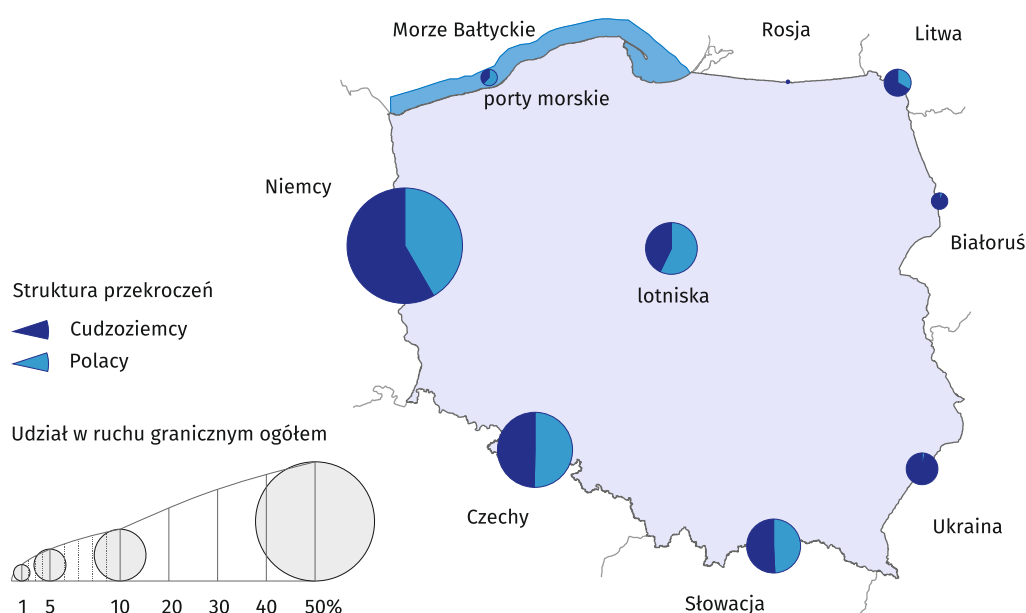 Morze Bałtyckie
Rosja
Litwa
porty morskie
Niemcy
Białoruś
lotniska
Struktura przekroczeń
Cudzoziemcy
Polacy
Udział w ruchu granicznym ogółem
Czechy
Ukraina
Słowacja
1 5 10 20 30 40 50%